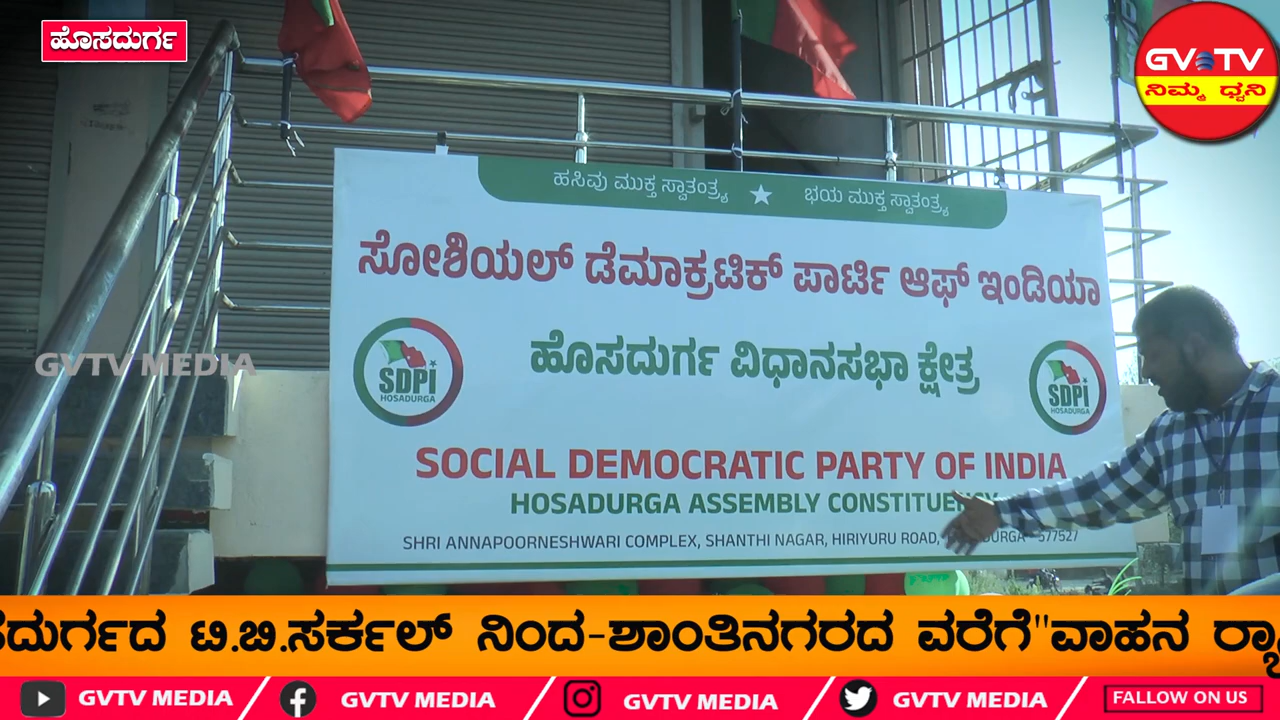 ಹೊಸದುರ್ಗ
GVTV
ನಿಮ್ಮ ಧ್ವನಿ
ಹಸಿವು ಮುಕ್ತ ಸ್ವಾತಂತ್ರ್ಯ ★ ಭಯ ಮುಕ್ತ ಸ್ವಾತಂತ್ರ್ಯ
ಸೋಶಿಯಲ್ ಡೆಮಾಕ್ರಟಿಕ್ ಪಾರ್ಟಿ ಆಫ್ ಇಂಡಿಯಾ
ಹೊಸದುರ್ಗ ವಿಧಾನಸಭಾ ಕ್ಷೇತ್ರ
SDPI
HOSADURGA
SDPI
HOSADURGA
GVTV MEDIA
SOCIAL DEMOCRATIC PARTY OF INDIA
HOSADURGA ASSEMBLY CONSTITUENCY
SHRI ANNAPOORNESHWARI COMPLEX, SHANTHI NAGAR, HIRIYURU ROAD, - 577527
ಟಿ.ಬಿ.ಸರ್ಕಲ್ ನಿಂದ-ಶಾಂತಿನಗರದ ವರೆಗೆ"ವಾಹನ
GVTV MEDIA GVTV MEDIA GVTV MEDIA GVTV MEDIA FALLOW ON US